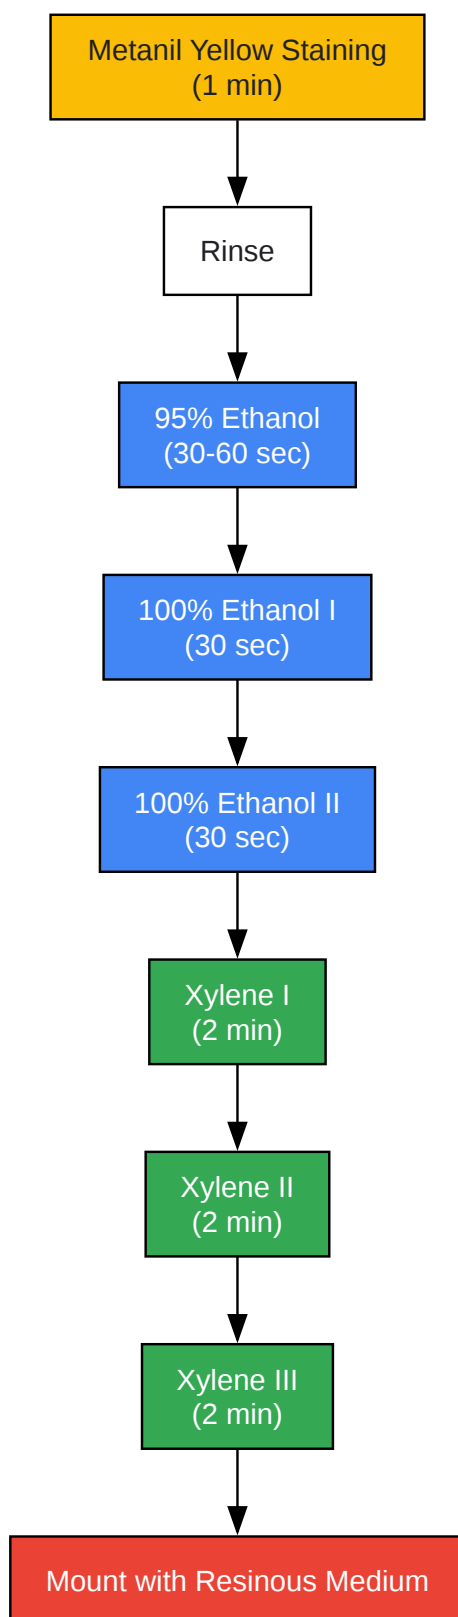 Metanil Yellow Staining
(1 min)
Rinse
95% Ethanol
(30-60 sec)
100% Ethanol I
(30 sec)
100% Ethanol II
(30 sec)
Xylene I
(2 min)
Xylene II
(2 min)
Xylene III
(2 min)
Mount with Resinous Medium